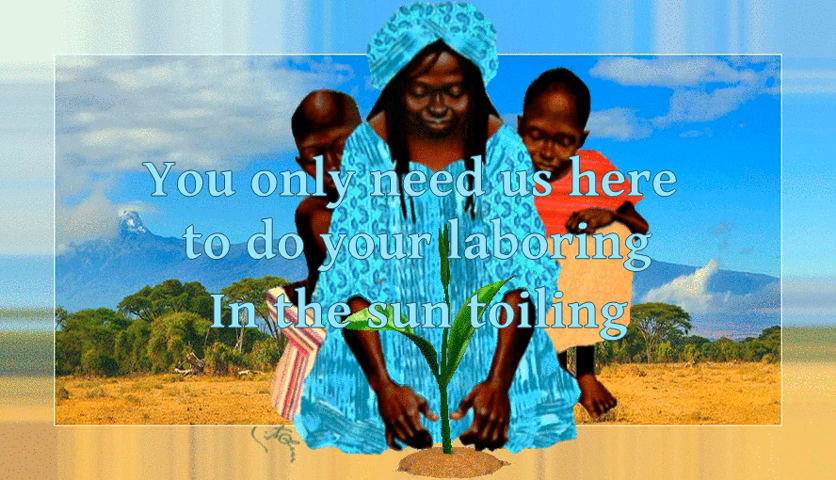 You only need us here
to do your laboring
In the sun toiling